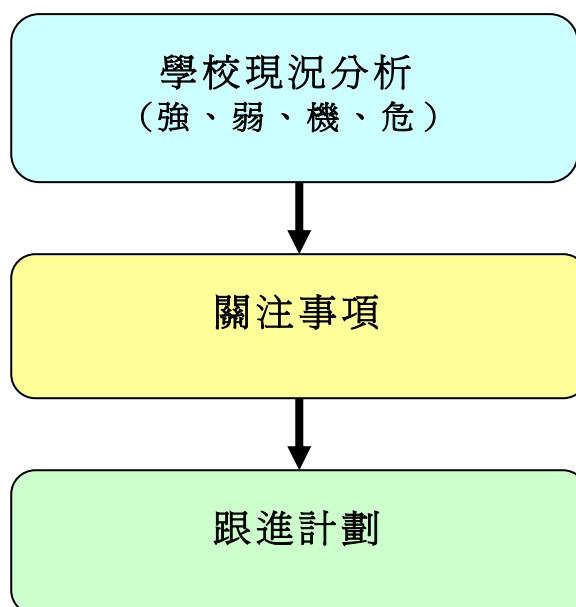 學校現況分析
（強、弱、機、危）
關注事項
跟進計劃